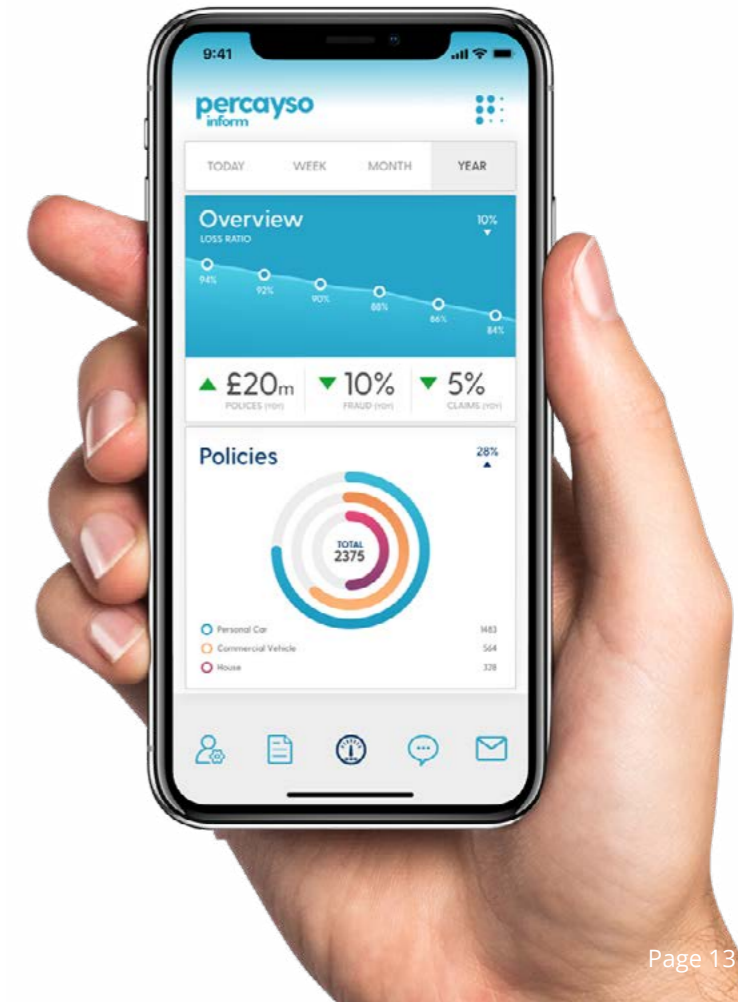 9:41
percayso
inform
TODAY WEEK MONTH YEAR
Overview 10%
LOSS RATIO
94% 92% 90% 88% 86% 84%
£20m 10% 5%
POLICES (YOY) FRAUD (YOY) CLAIMS (YOY)
Policies 28%
TOTAL
2375
Personal Car 1483
Commercial Vehicle 564
House 328
Page 13